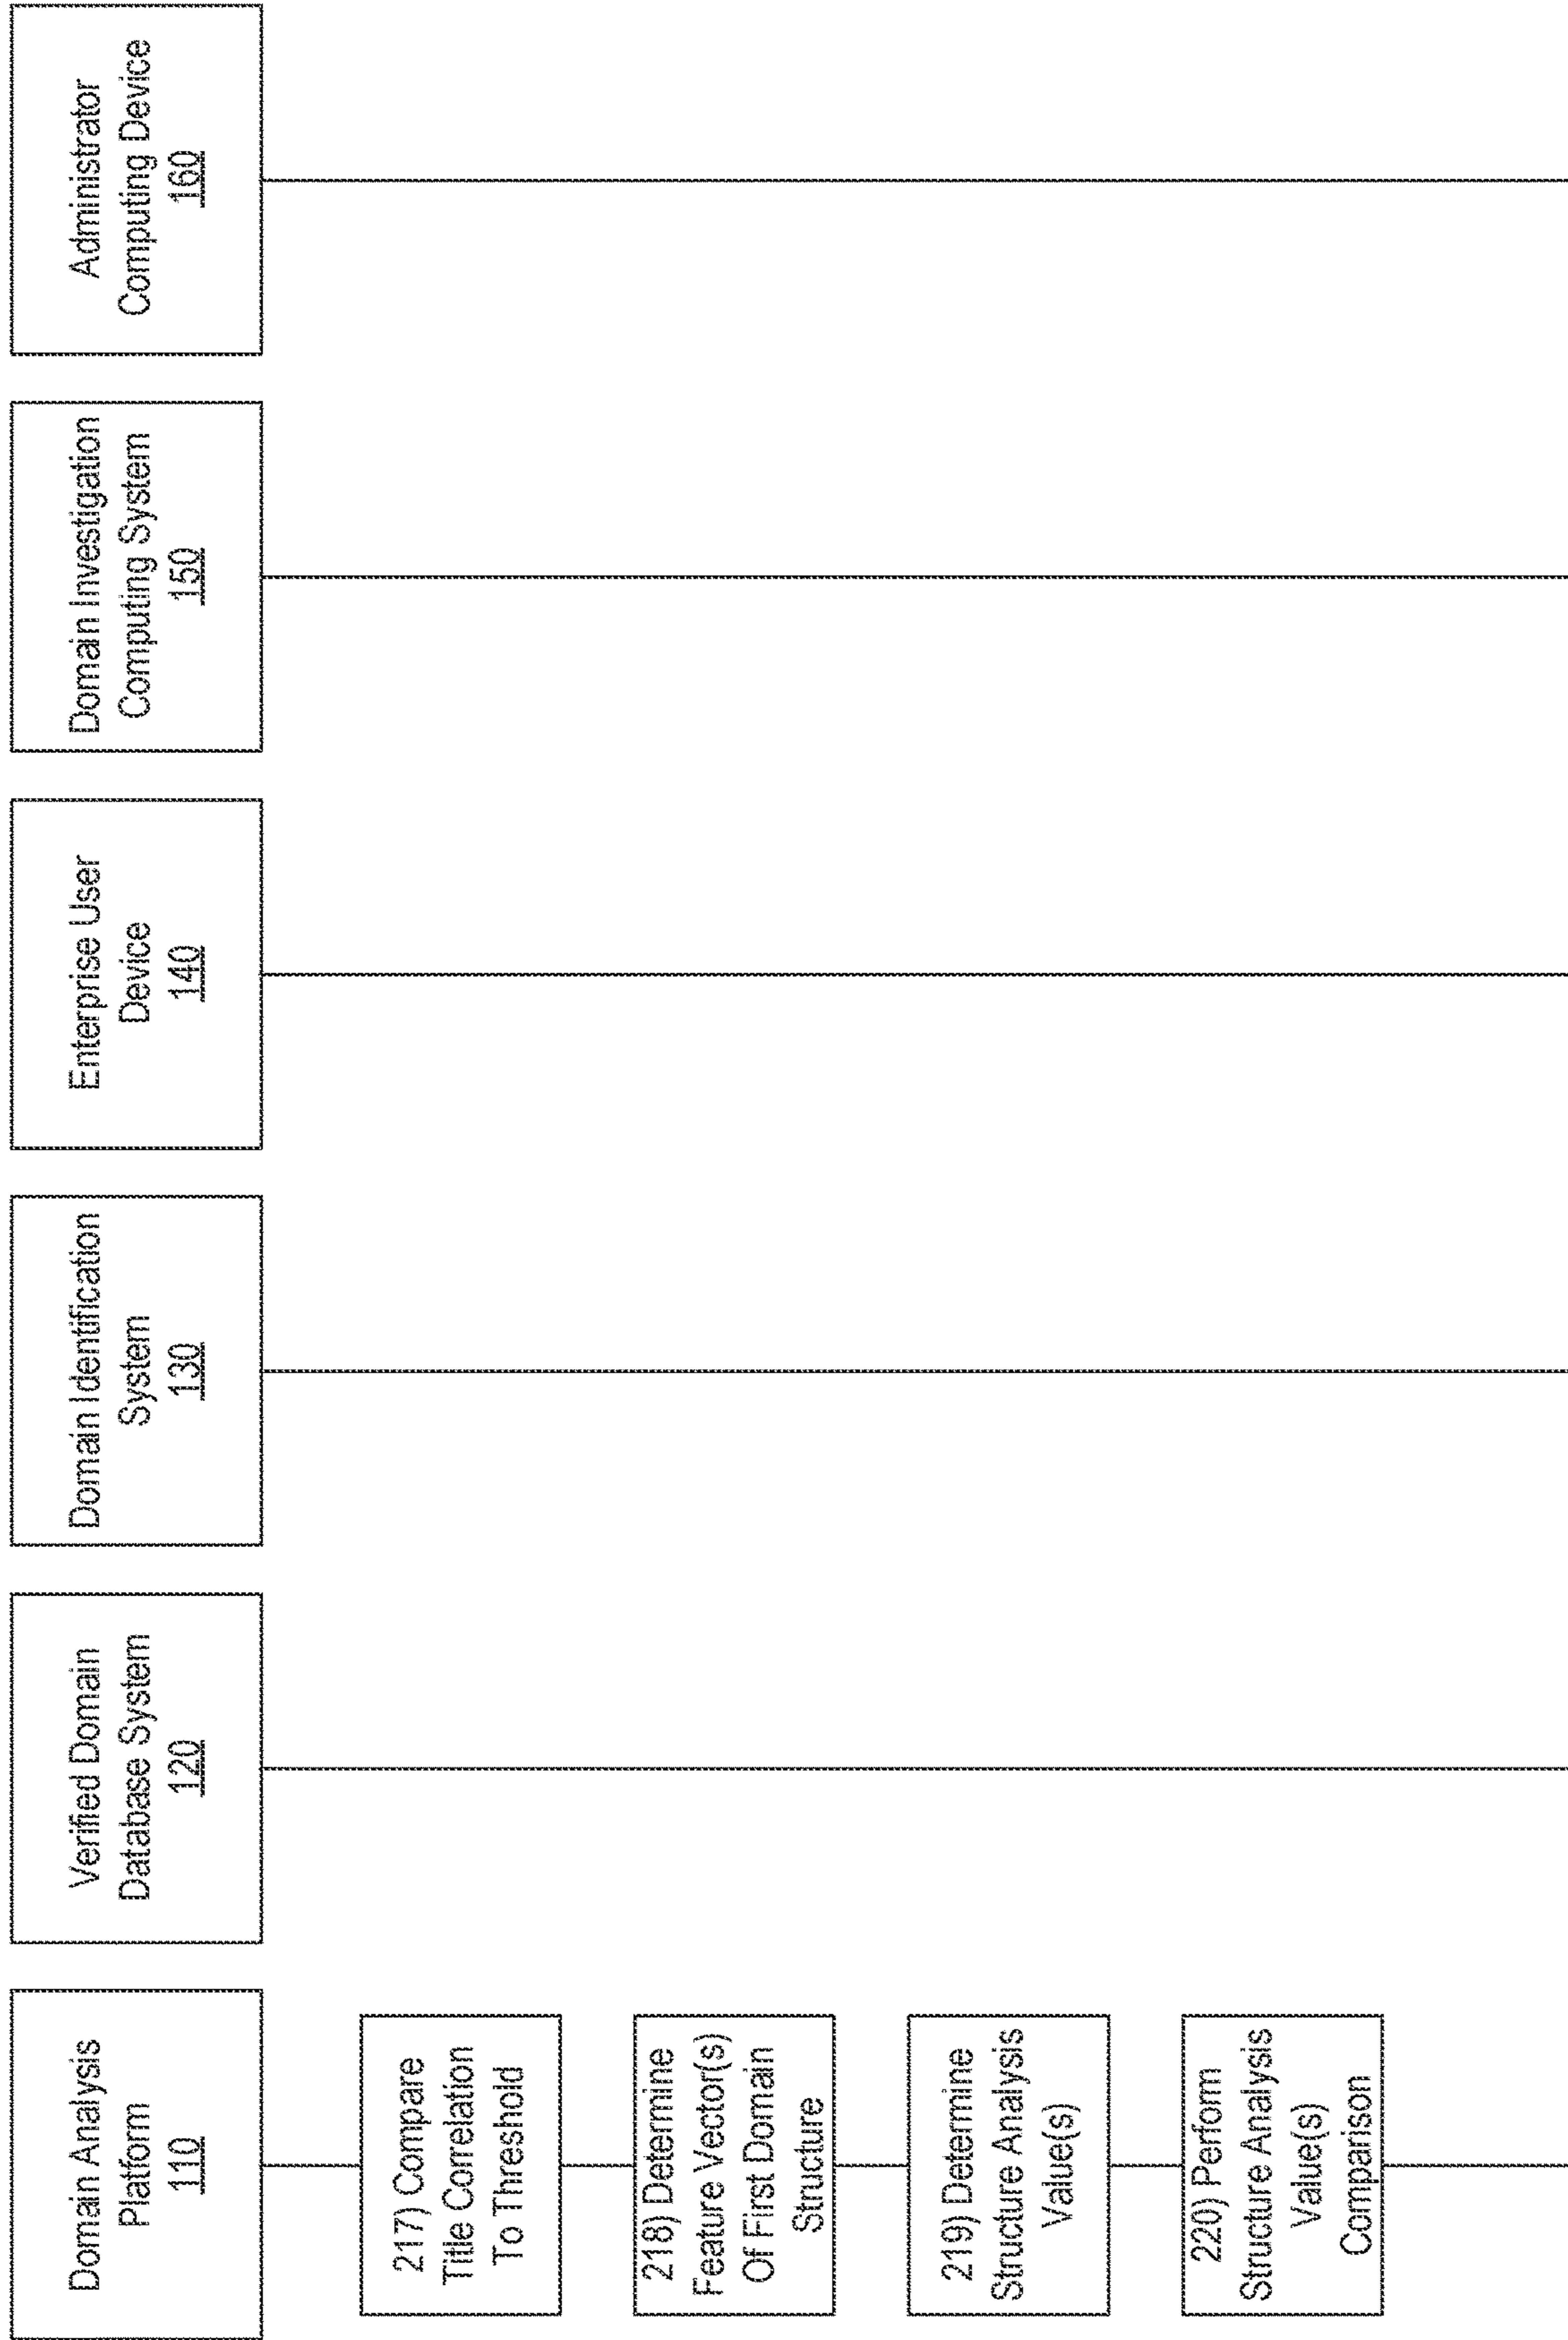 Domain Analysis
Platform
110
Verified Domain
Database System
120
Domain Identification
System
130
Enterprise User
Device
140
Domain Investigation
Computing System
150
Administrator
Computing Device
160
217) Compare
Title Correlation
To Threshold
218) Determine
Feature Vector(s)
Of First Domain
Structure
219) Determine
Structure Analysis
Value(s)
220) Perform
Structure Analysis
Value(s)
Comparison